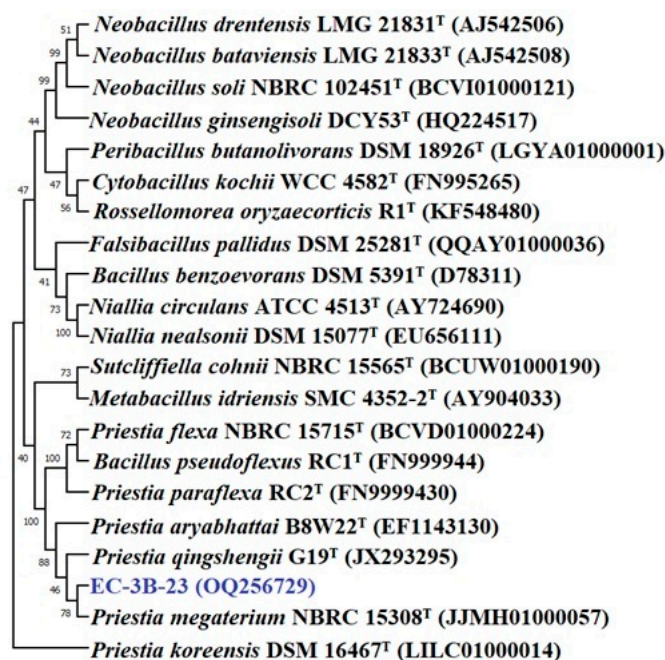 Neobacillus drentensis LMG 21831ᵀ (AJ542506)
Neobacillus bataviensis LMG 21833ᵀ (AJ542508)
Neobacillus soli NBRC 102451ᵀ (BCVI01000121)
Neobacillus ginsengisoli DCY53ᵀ (HQ224517)
Peribacillus butanolivorans DSM 18926ᵀ (LGYA01000001)
Cytobacillus kochii WCC 4582ᵀ (FN995265)
Rossellomorea oryzaecorticis R1ᵀ (KF548480)
Falsibacillus pallidus DSM 25281ᵀ (QQAY01000036)
Bacillus benzoevorans DSM 5391ᵀ (D78311)
Niallia circulans ATCC 4513ᵀ (AY724690)
Niallia nealsonii DSM 15077ᵀ (EU656111)
Sutcliffiella cohnii NBRC 15565ᵀ (BCUW01000190)
Metabacillus idriensis SMC 4352-2ᵀ (AY904033)
Priestia flexa NBRC 15715ᵀ (BCVD01000224)
Bacillus pseudoflexus RC1ᵀ (FN999944)
Priestia paraflexa RC2ᵀ (FN9999430)
Priestia aryabhattai B8W22ᵀ (EF1143130)
Priestia qingshengii G19ᵀ (JX293295)
EC-3B-23 (OQ256729)
Priestia megaterium NBRC 15308ᵀ (JJMH01000057)
Priestia koreensis DSM 16467ᵀ (LILC01000014)
51
99
99
44
47
47
56
41
73
100
73
40
72
100
100
88
46
78